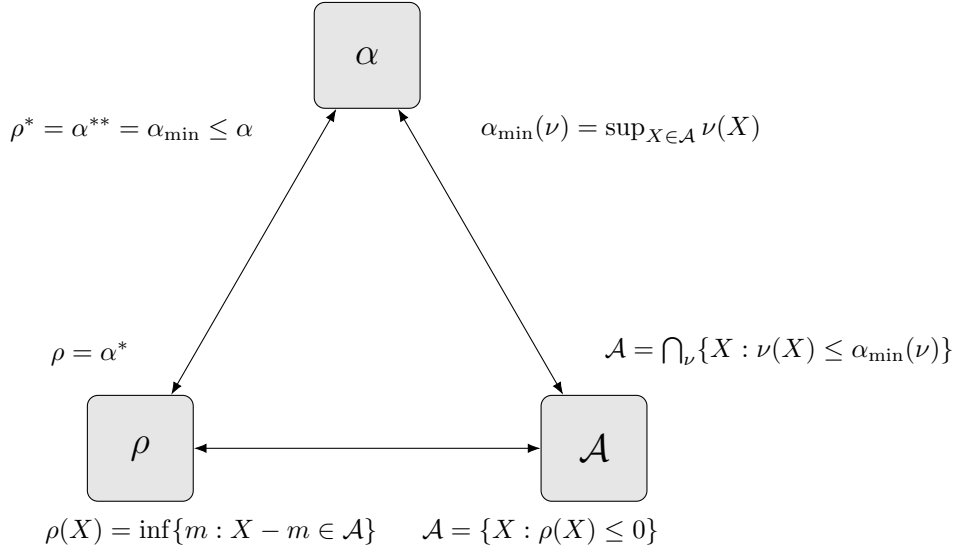 α
ρ* = α** = α_min ≤ α
α_min(ν) = sup_{X∈𝒜} ν(X)
ρ = α*
𝒜 = ⋂_ν{X : ν(X) ≤ α_min(ν)}
ρ
𝒜
ρ(X) = inf{m : X − m ∈ 𝒜}
𝒜 = {X : ρ(X) ≤ 0}